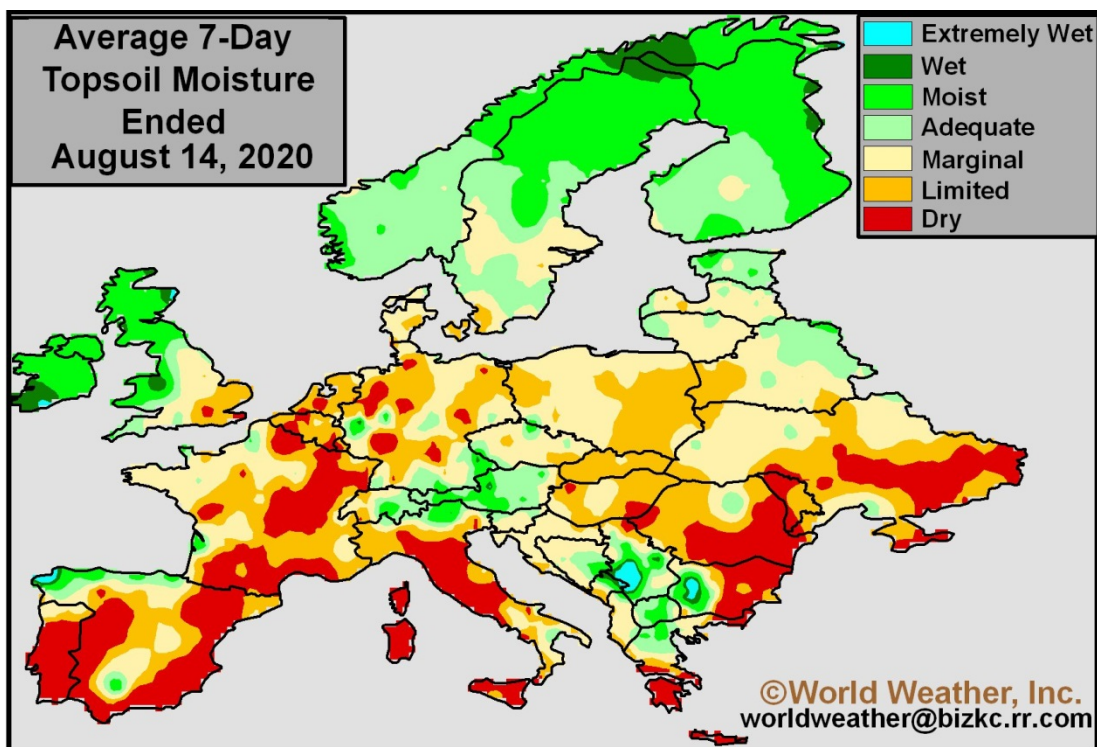 Average 7-Day
Topsoil Moisture
Ended
August 14, 2020
Extremely Wet
Wet
Moist
Adequate
Marginal
Limited
Dry
©World Weather, Inc.
worldweather@bizkc.rr.com